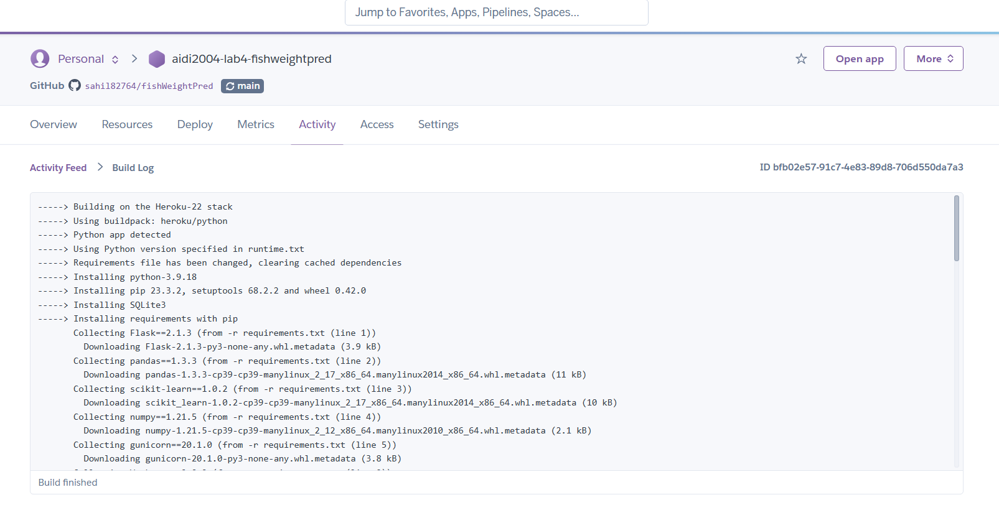 Jump to Favorites, Apps, Pipelines, Spaces...
Personal > aidi2004-lab4-fishweightpred
Open app
More
GitHub sahil82764/fishWeightPred main
Overview Resources Deploy Metrics Activity Access Settings
Activity Feed > Build Log
ID bfb02e57-91c7-4e83-89d8-706d550da7a3
-----> Building on the Heroku-22 stack
-----> Using buildpack: heroku/python
-----> Python app detected
-----> Using Python version specified in runtime.txt
-----> Requirements file has been changed, clearing cached dependencies
-----> Installing python-3.9.18
-----> Installing pip 23.3.2, setuptools 68.2.2 and wheel 0.42.0
-----> Installing SQLite3
-----> Installing requirements with pip
Collecting Flask==2.1.3 (from -r requirements.txt (line 1))
Downloading Flask-2.1.3-py3-none-any.whl.metadata (3.9 kB)
Collecting pandas==1.3.3 (from -r requirements.txt (line 2))
Downloading pandas-1.3.3-cp39-cp39-manylinux_2_17_x86_64.manylinux2014_x86_64.whl.metadata (11 kB)
Collecting scikit-learn==1.0.2 (from -r requirements.txt (line 3))
Downloading scikit_learn-1.0.2-cp39-cp39-manylinux_2_17_x86_64.manylinux2014_x86_64.whl.metadata (10 kB)
Collecting numpy==1.21.5 (from -r requirements.txt (line 4))
Downloading numpy-1.21.5-cp39-cp39-manylinux_2_12_x86_64.manylinux2010_x86_64.whl.metadata (2.1 kB)
Collecting gunicorn==20.1.0 (from -r requirements.txt (line 5))
Downloading gunicorn-20.1.0-py3-none-any.whl.metadata (3.8 kB)
Build finished